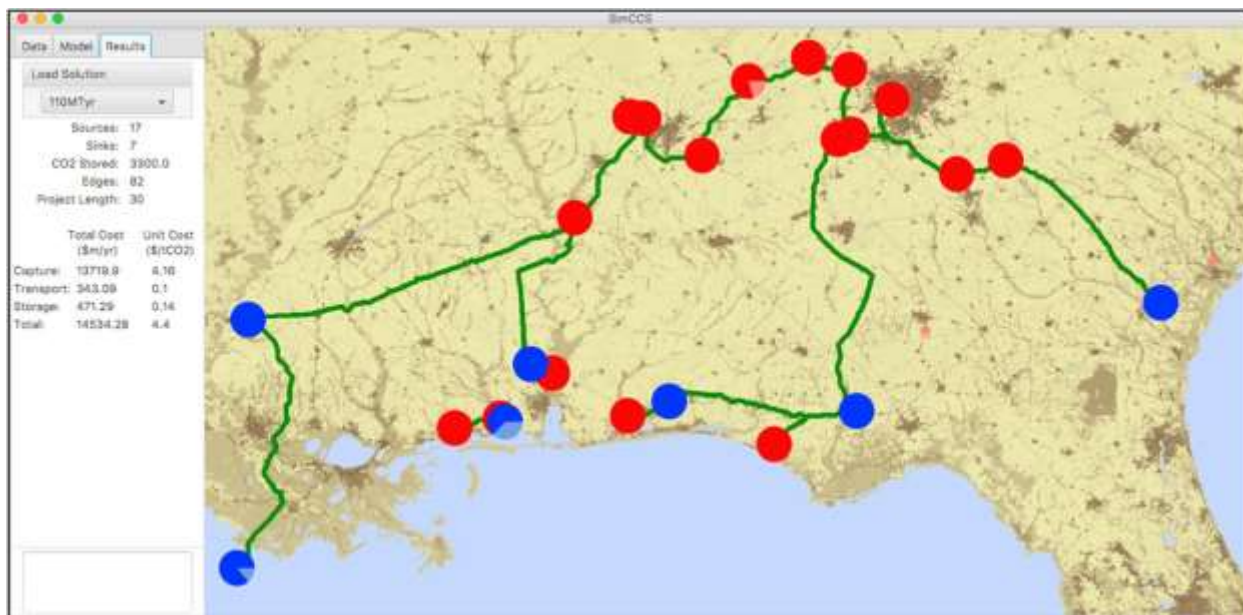 SimCCS
Data Model Results
Load Solution
110MTyr
Sources: 17
Sinks: 7
CO2 Stored: 3300.0
Edges: 82
Project Length: 30
Total Cost Unit Cost
($m/yr) ($/tCO2)
Capture: 13719.9 4.16
Transport: 343.09 0.1
Storage: 471.29 0.14
Total: 14534.28 4.4